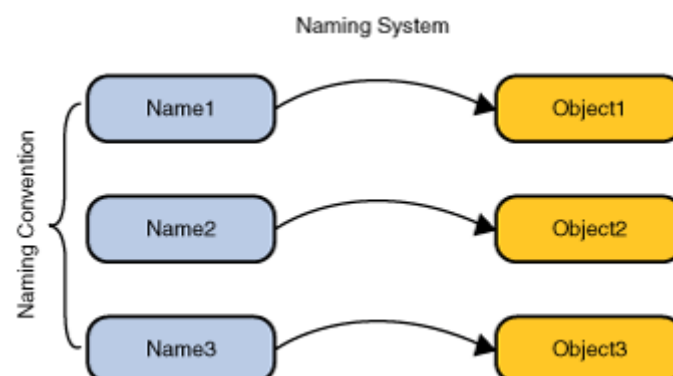 Naming System
Naming Convention
Name1
Object1
Name2
Object2
Name3
Object3